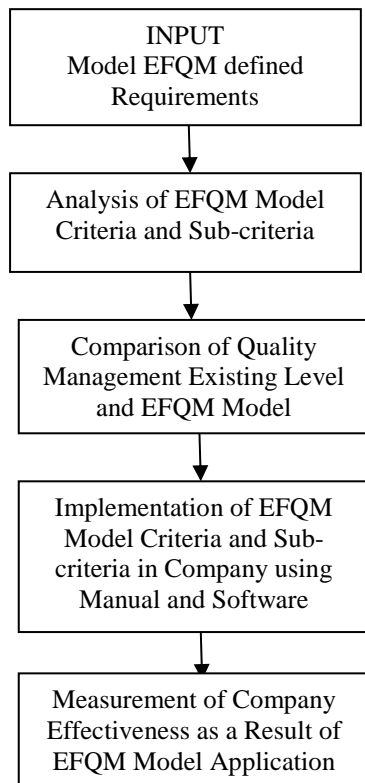 INPUT
Model EFQM defined
Requirements
Analysis of EFQM Model
Criteria and Sub-criteria
Comparison of Quality
Management Existing Level
and EFQM Model
Implementation of EFQM
Model Criteria and Sub-
criteria in Company using
Manual and Software
Measurement of Company
Effectiveness as a Result of
EFQM Model Application